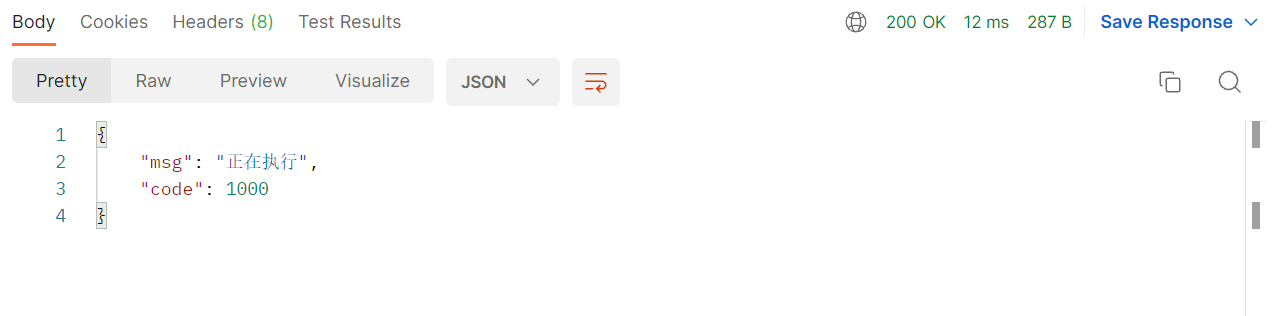 Body Cookies Headers (8) Test Results 200 OK 12 ms 287 B Save Response
Pretty Raw Preview Visualize JSON
1 {
2 "msg": "正在执行",
3 "code": 1000
4 }